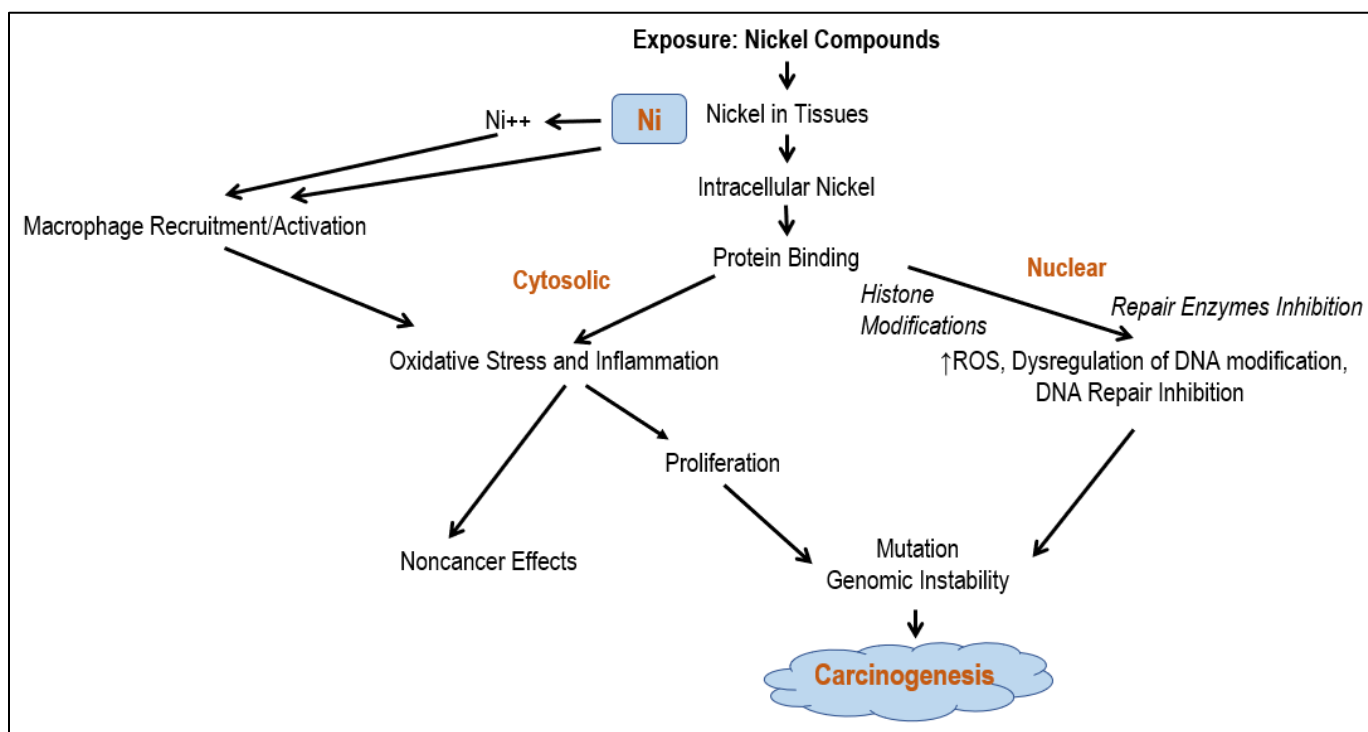 Exposure: Nickel Compounds
Ni++
Ni
Nickel in Tissues
Intracellular Nickel
Macrophage Recruitment/Activation
Protein Binding
Cytosolic
Nuclear
Histone
Modifications
Repair Enzymes Inhibition
Oxidative Stress and Inflammation
↑ROS, Dysregulation of DNA modification,
DNA Repair Inhibition
Proliferation
Noncancer Effects
Mutation
Genomic Instability
Carcinogenesis